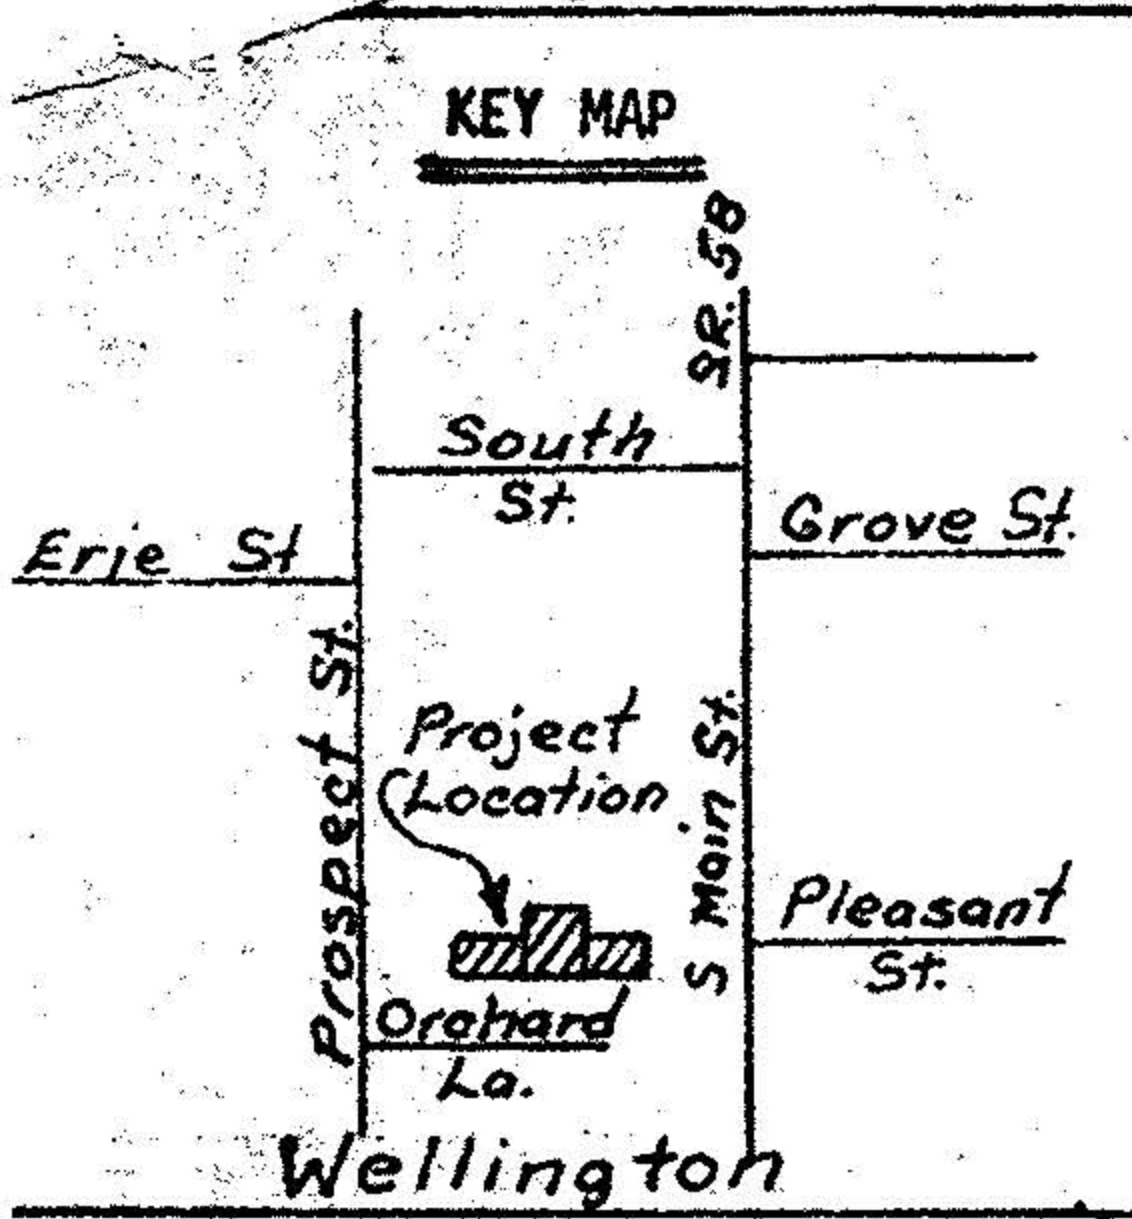 KEY MAP
SR. 58
South
St.
Grove St.
Erie St
Prospect St.
Project
Location
S Main St.
Pleasant
St.
Orchard
La.
Wellington